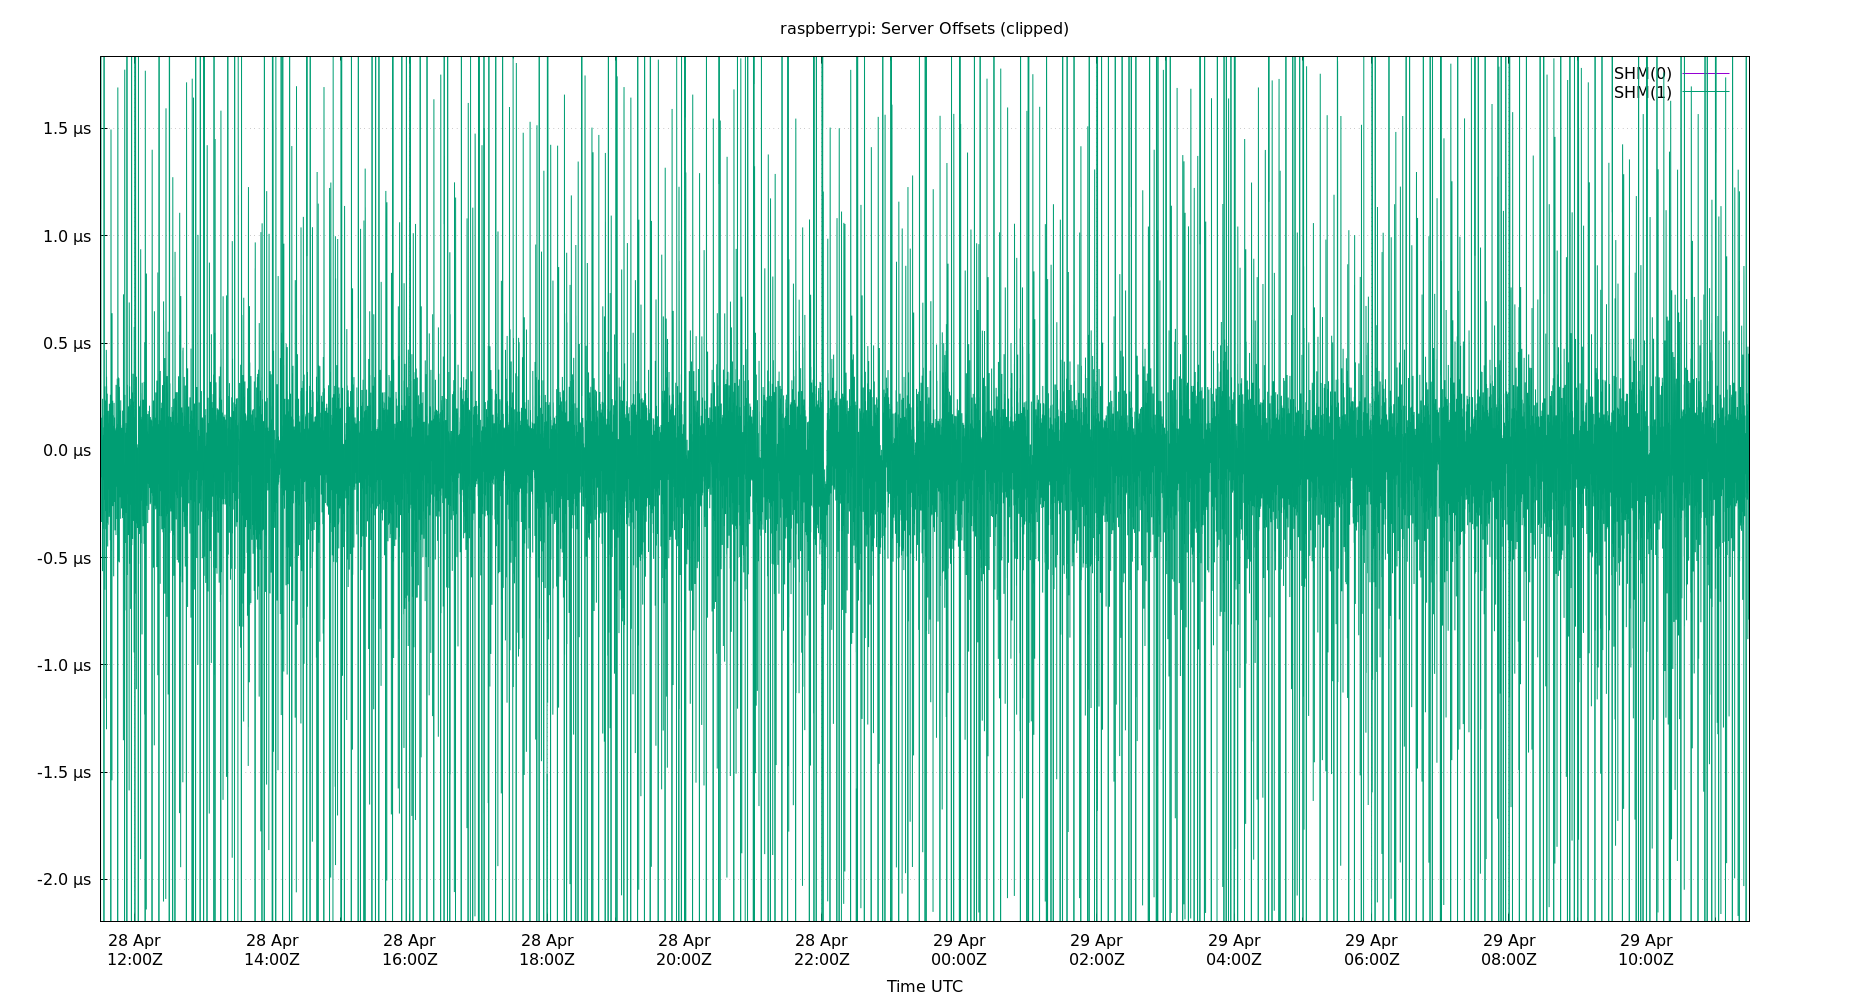 raspberrypi: Server Offsets (clipped)
SHM(0)
SHM(1)
1.5 µs
1.0 µs
0.5 µs
0.0 µs
-0.5 µs
-1.0 µs
-1.5 µs
-2.0 µs
28 Apr 28 Apr 28 Apr 28 Apr 28 Apr 28 Apr 29 Apr 29 Apr 29 Apr 29 Apr 29 Apr 29 Apr
12:00Z 14:00Z 16:00Z 18:00Z 20:00Z 22:00Z 00:00Z 02:00Z 04:00Z 06:00Z 08:00Z 10:00Z
Time UTC